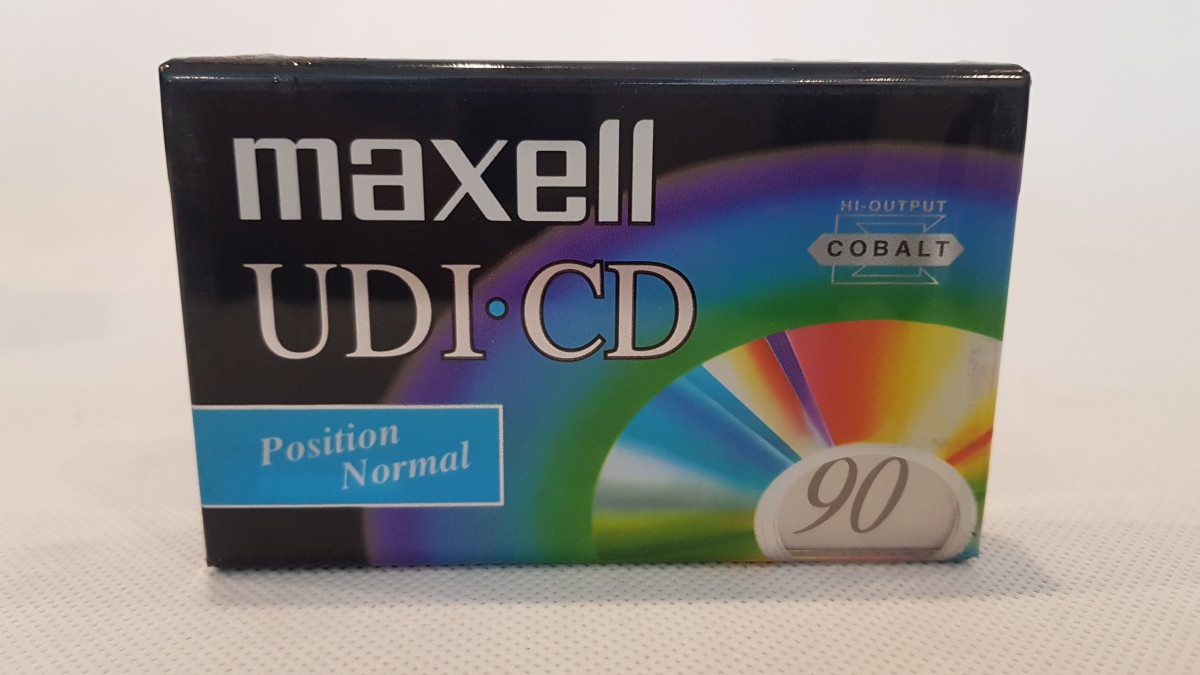 maxell
UDI·CD
HI-OUTPUT
COBALT
Position
Normal
90